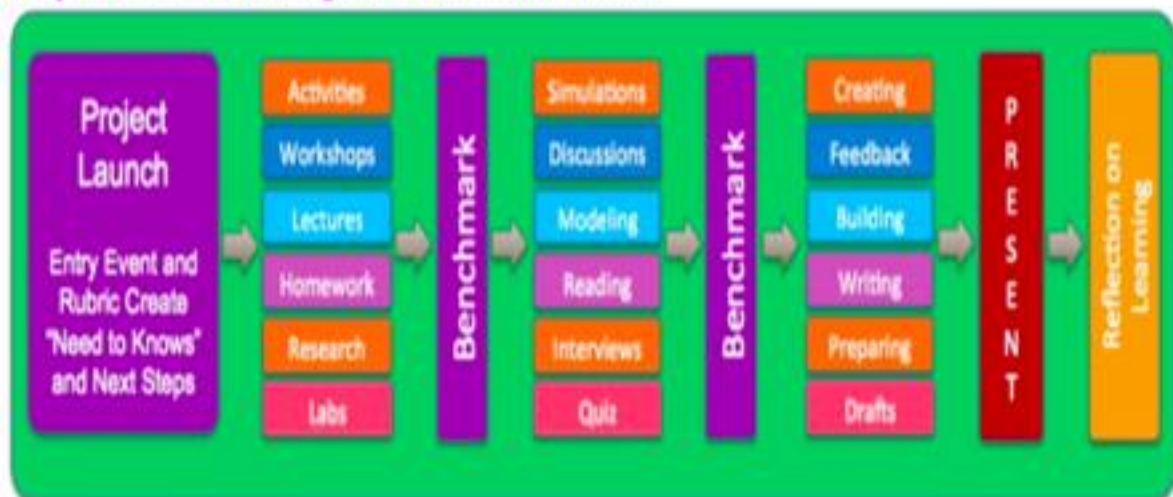 Project
Launch
Entry Event and
Rubric Create
"Need to Knows"
and Next Steps
Activities
Workshops
Lectures
Homework
Research
Labs
Benchmark
Simulations
Discussions
Modeling
Reading
Interviews
Quiz
Benchmark
Creating
Feedback
Building
Writing
Preparing
Drafts
PRESENT
Reflection on
Learning